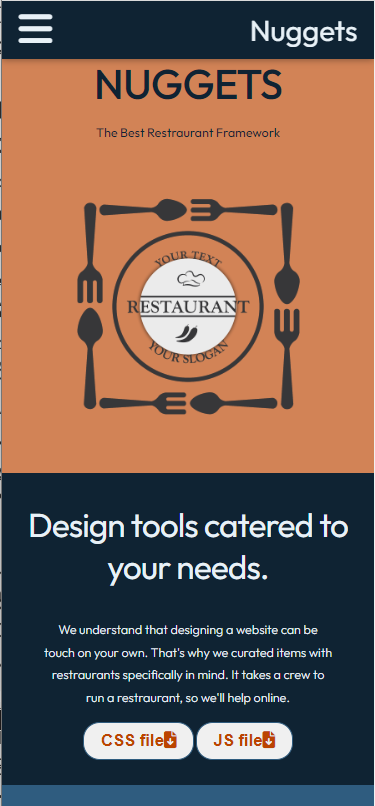 Nuggets
NUGGETS
The Best Restraurant Framework
YOUR TEXT
RESTAURANT
YOUR SLOGAN
Design tools catered to
your needs.
We understand that designing a website can be
touch on your own. That's why we curated items with
restraurants specifically in mind. It takes a crew to
run a restraurant, so we'll help online.
CSS file
JS file